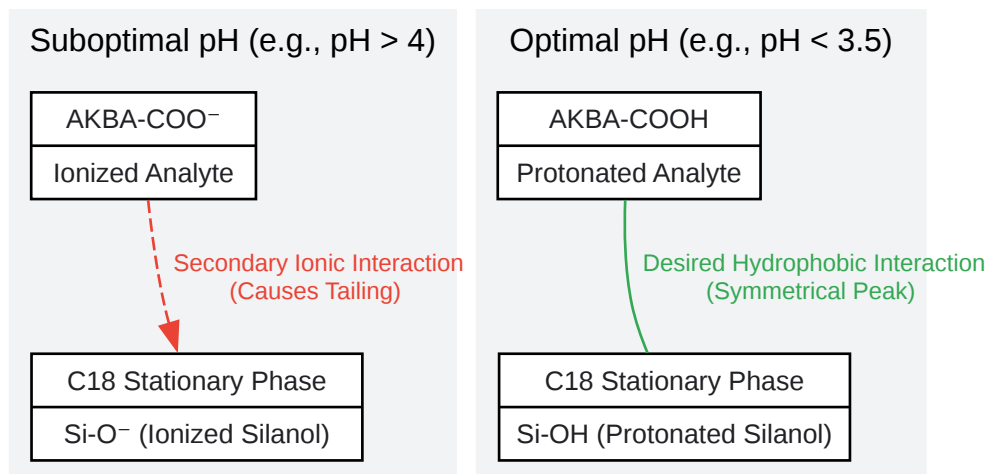 Suboptimal pH (e.g., pH > 4)
AKBA-COO⁻
Ionized Analyte
Secondary Ionic Interaction
(Causes Tailing)
C18 Stationary Phase
Si-O⁻ (Ionized Silanol)
Optimal pH (e.g., pH < 3.5)
AKBA-COOH
Protonated Analyte
Desired Hydrophobic Interaction
(Symmetrical Peak)
C18 Stationary Phase
Si-OH (Protonated Silanol)